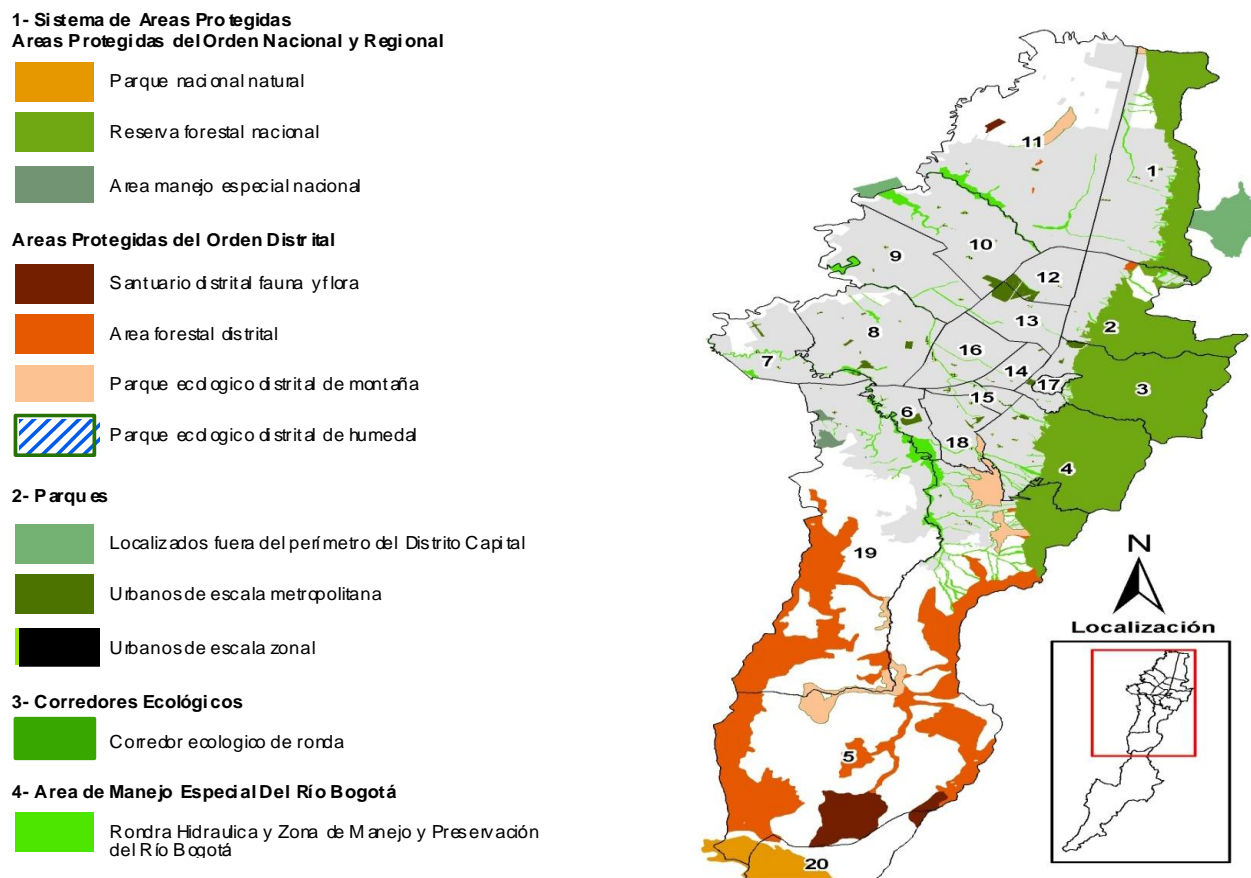 1- Sistema de Areas Protegidas
Areas Protegidas del Orden Nacional y Regional
Parque nacional natural
Reserva forestal nacional
Area manejo especial nacional
Areas Protegidas del Orden Distrital
Santuario distrital fauna y flora
Area forestal distrital
Parque ecologico distrital de montaña
Parque ecologico distrital de humedal
2- Parques
Localizados fuera del perímetro del Distrito Capital
Urbanos de escala metropolitana
Urbanos de escala zonal
3- Corredores Ecológicos
Corredor ecologico de ronda
4- Area de Manejo Especial Del Río Bogotá
Rondra Hidraulica y Zona de Manejo y Preservación
del Río Bogotá
11
1
10
9
12
13
2
8
16
7
14
17
3
15
6
18
4
19
5
20
N
Localización